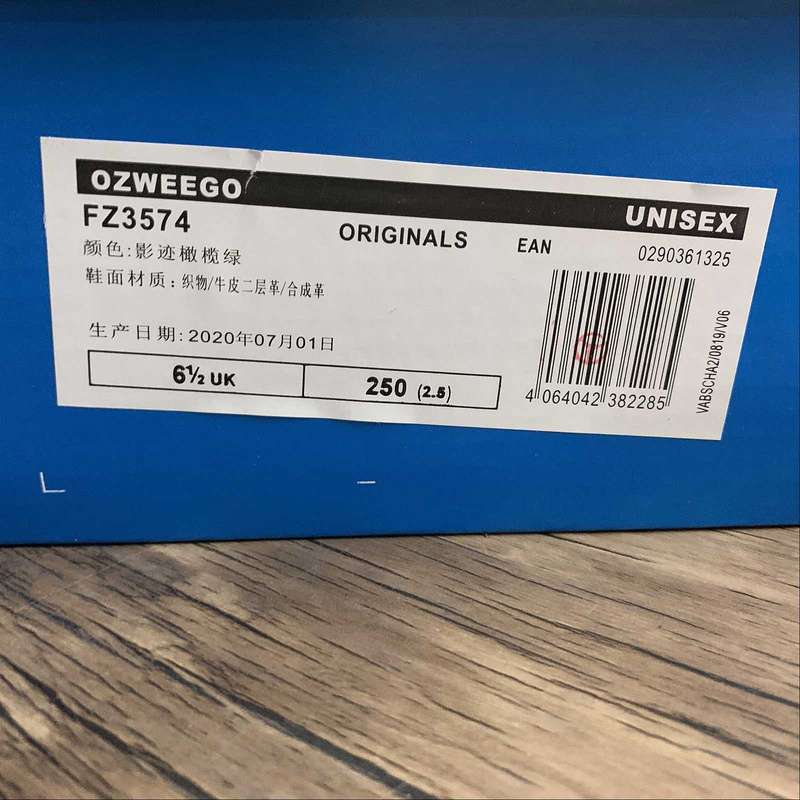 OZWEEGO
UNISEX
FZ3574
ORIGINALS
EAN
0290361325
颜色:影迹橄榄绿
鞋面材质:织物/牛皮二层革/合成革
生产日期:2020年07月01日
6½ UK
250 (2.5)
4 064042 382285
VABSCHA2/0819/V06